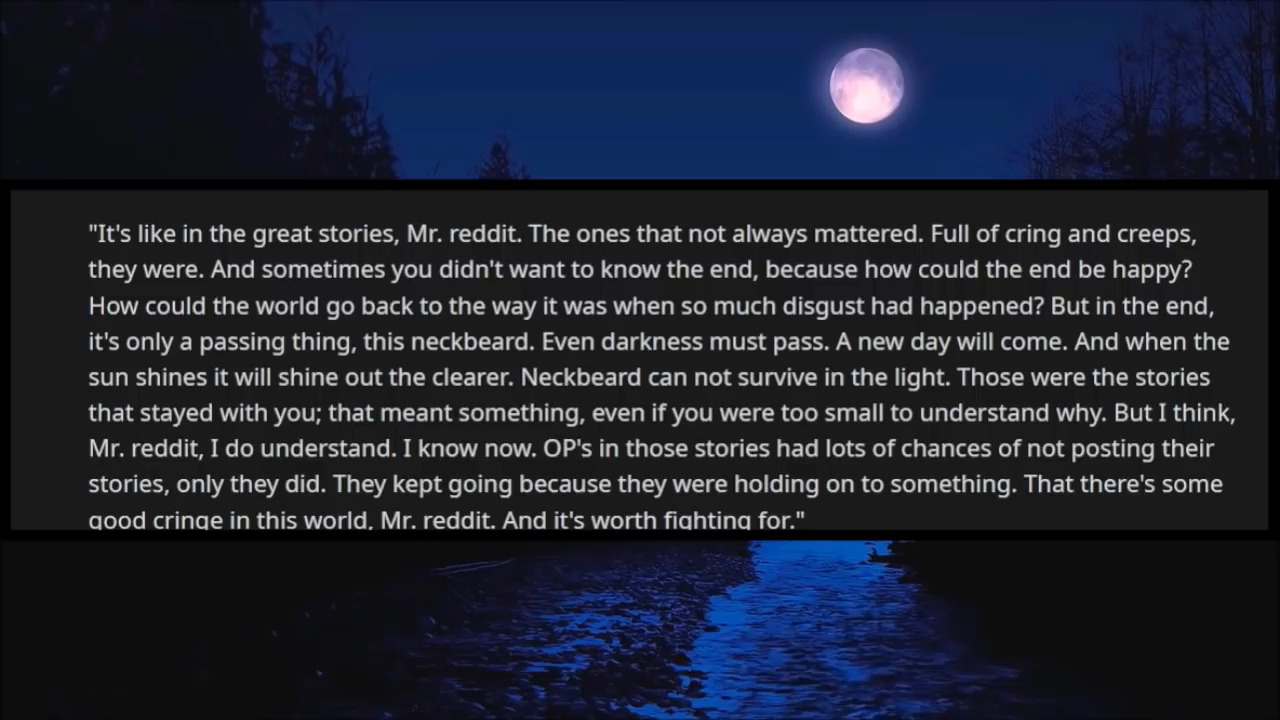 "It's like in the great stories, Mr. reddit. The ones that not always mattered. Full of cring and creeps,
they were. And sometimes you didn't want to know the end, because how could the end be happy?
How could the world go back to the way it was when so much disgust had happened? But in the end,
it's only a passing thing, this neckbeard. Even darkness must pass. A new day will come. And when the
sun shines it will shine out the clearer. Neckbeard can not survive in the light. Those were the stories
that stayed with you; that meant something, even if you were too small to understand why. But I think,
Mr. reddit, I do understand. I know now. OP's in those stories had lots of chances of not posting their
stories, only they did. They kept going because they were holding on to something. That there's some
good cringe in this world, Mr. reddit. And it's worth fighting for."